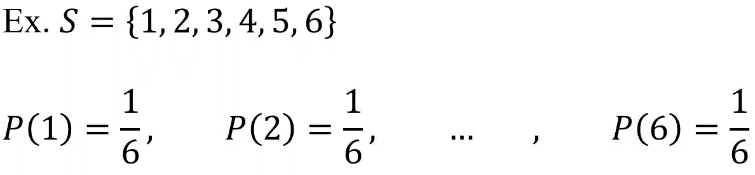 Ex. S = {1, 2, 3, 4, 5, 6}
P(1) = 1/6, P(2) = 1/6, ... , P(6) = 1/6